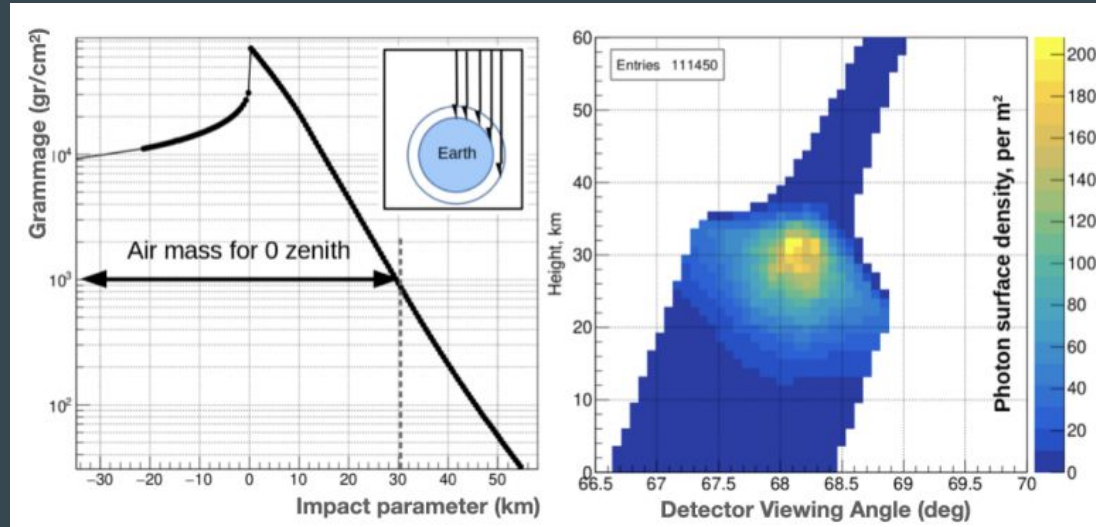 Grammage (gr/cm²)
10⁴
10³
10²
Air mass for 0 zenith
Earth
−30 −20 −10 0 10 20 30 40 50
Impact parameter (km)
Height, km
60
50
40
30
20
10
0
Entries 111450
66.5 67 67.5 68 68.5 69 69.5 70
Detector Viewing Angle (deg)
Photon surface density, per m²
200
180
160
140
120
100
80
60
40
20
0